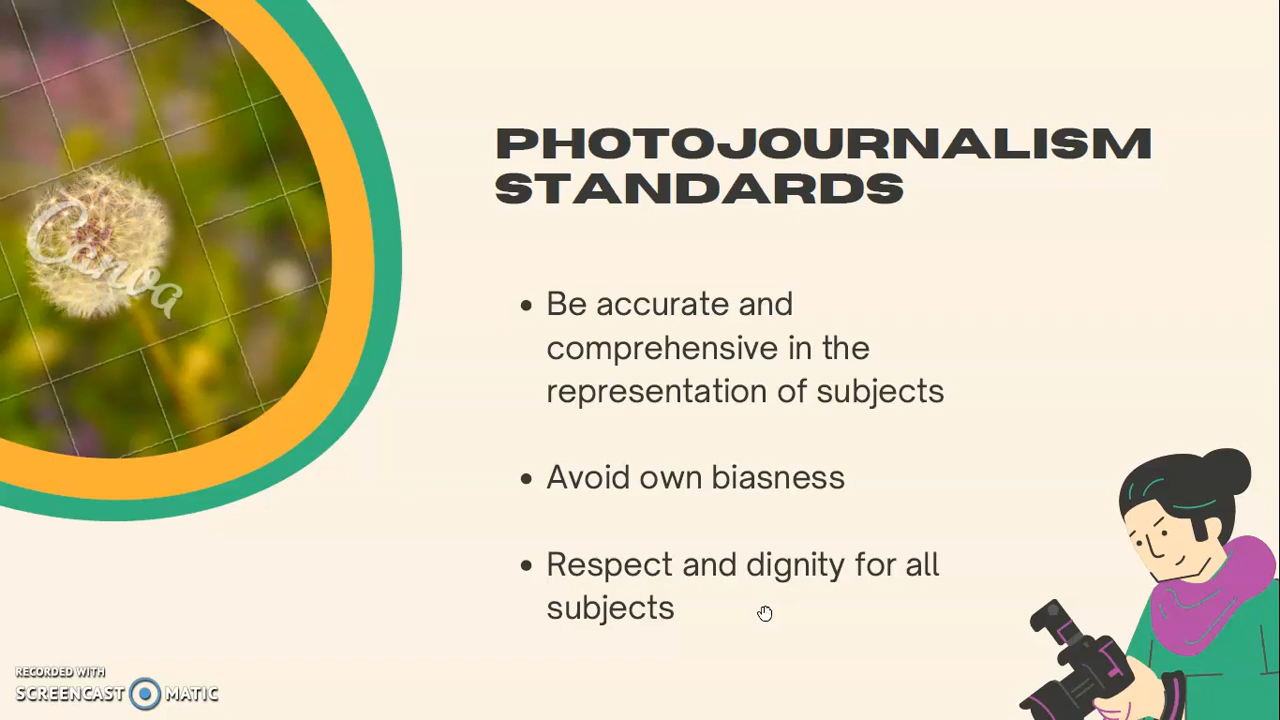 PHOTOJOURNALISM
STANDARDS
• Be accurate and
comprehensive in the
representation of subjects
• Avoid own biasness
• Respect and dignity for all
subjects
Canva
RECORDED WITH
SCREENCAST MATIC